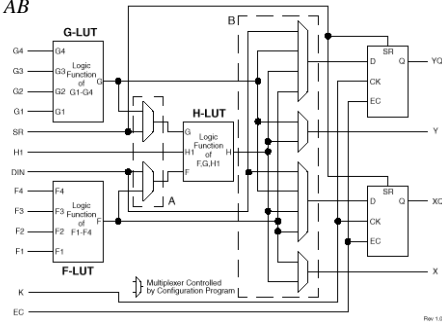 AB
G-LUT
B
G4
G4
G3
G3
G2
G2
G1
G1
Logic
Function
of
G1-G4
G
SR
H1
DIN
H-LUT
G
H1
F
Logic
Function
of
F,G,H1
H
A
F4
F4
F3
F3
F2
F2
F1
F1
Logic
Function
of
F1-F4
F
F-LUT
Multiplexer Controlled
by Configuration Program
K
EC
SR
D
Q
CK
EC
YQ
Y
SR
D
Q
CK
EC
XQ
X
Rev 1.0